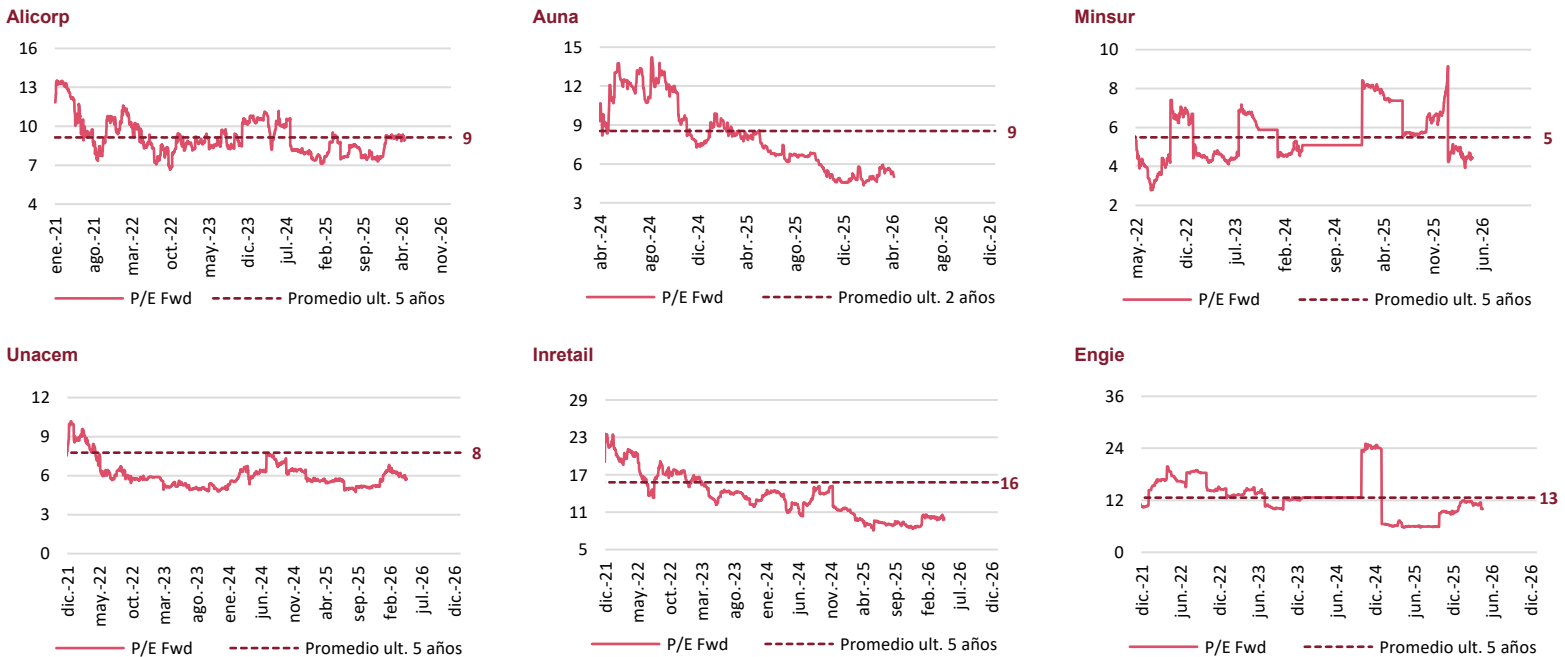 Alicorp
16
13
10
7
4
9
ene.-21
ago.-21
mar.-22
oct.-22
may.-23
dic.-23
jul.-24
feb.-25
sep.-25
abr.-26
nov.-26
P/E Fwd
Promedio ult. 5 años
Auna
15
12
9
6
3
9
abr.-24
ago.-24
dic.-24
abr.-25
ago.-25
dic.-25
abr.-26
ago.-26
dic.-26
P/E Fwd
Promedio ult. 2 años
Minsur
10
8
6
4
2
5
may.-22
dic.-22
jul.-23
feb.-24
sep.-24
abr.-25
nov.-25
jun.-26
P/E Fwd
Promedio ult. 5 años
Unacem
12
9
6
3
0
8
dic.-21
may.-22
oct.-22
mar.-23
ago.-23
ene.-24
jun.-24
nov.-24
abr.-25
sep.-25
feb.-26
jul.-26
dic.-26
P/E Fwd
Promedio ult. 5 años
Inretail
29
23
17
11
5
16
dic.-21
may.-22
oct.-22
mar.-23
ago.-23
ene.-24
jun.-24
nov.-24
abr.-25
sep.-25
feb.-26
jul.-26
dic.-26
P/E Fwd
Promedio ult. 5 años
Engie
36
24
12
0
13
dic.-21
jun.-22
dic.-22
jun.-23
dic.-23
jun.-24
dic.-24
jun.-25
dic.-25
jun.-26
dic.-26
P/E Fwd
Promedio ult. 5 años